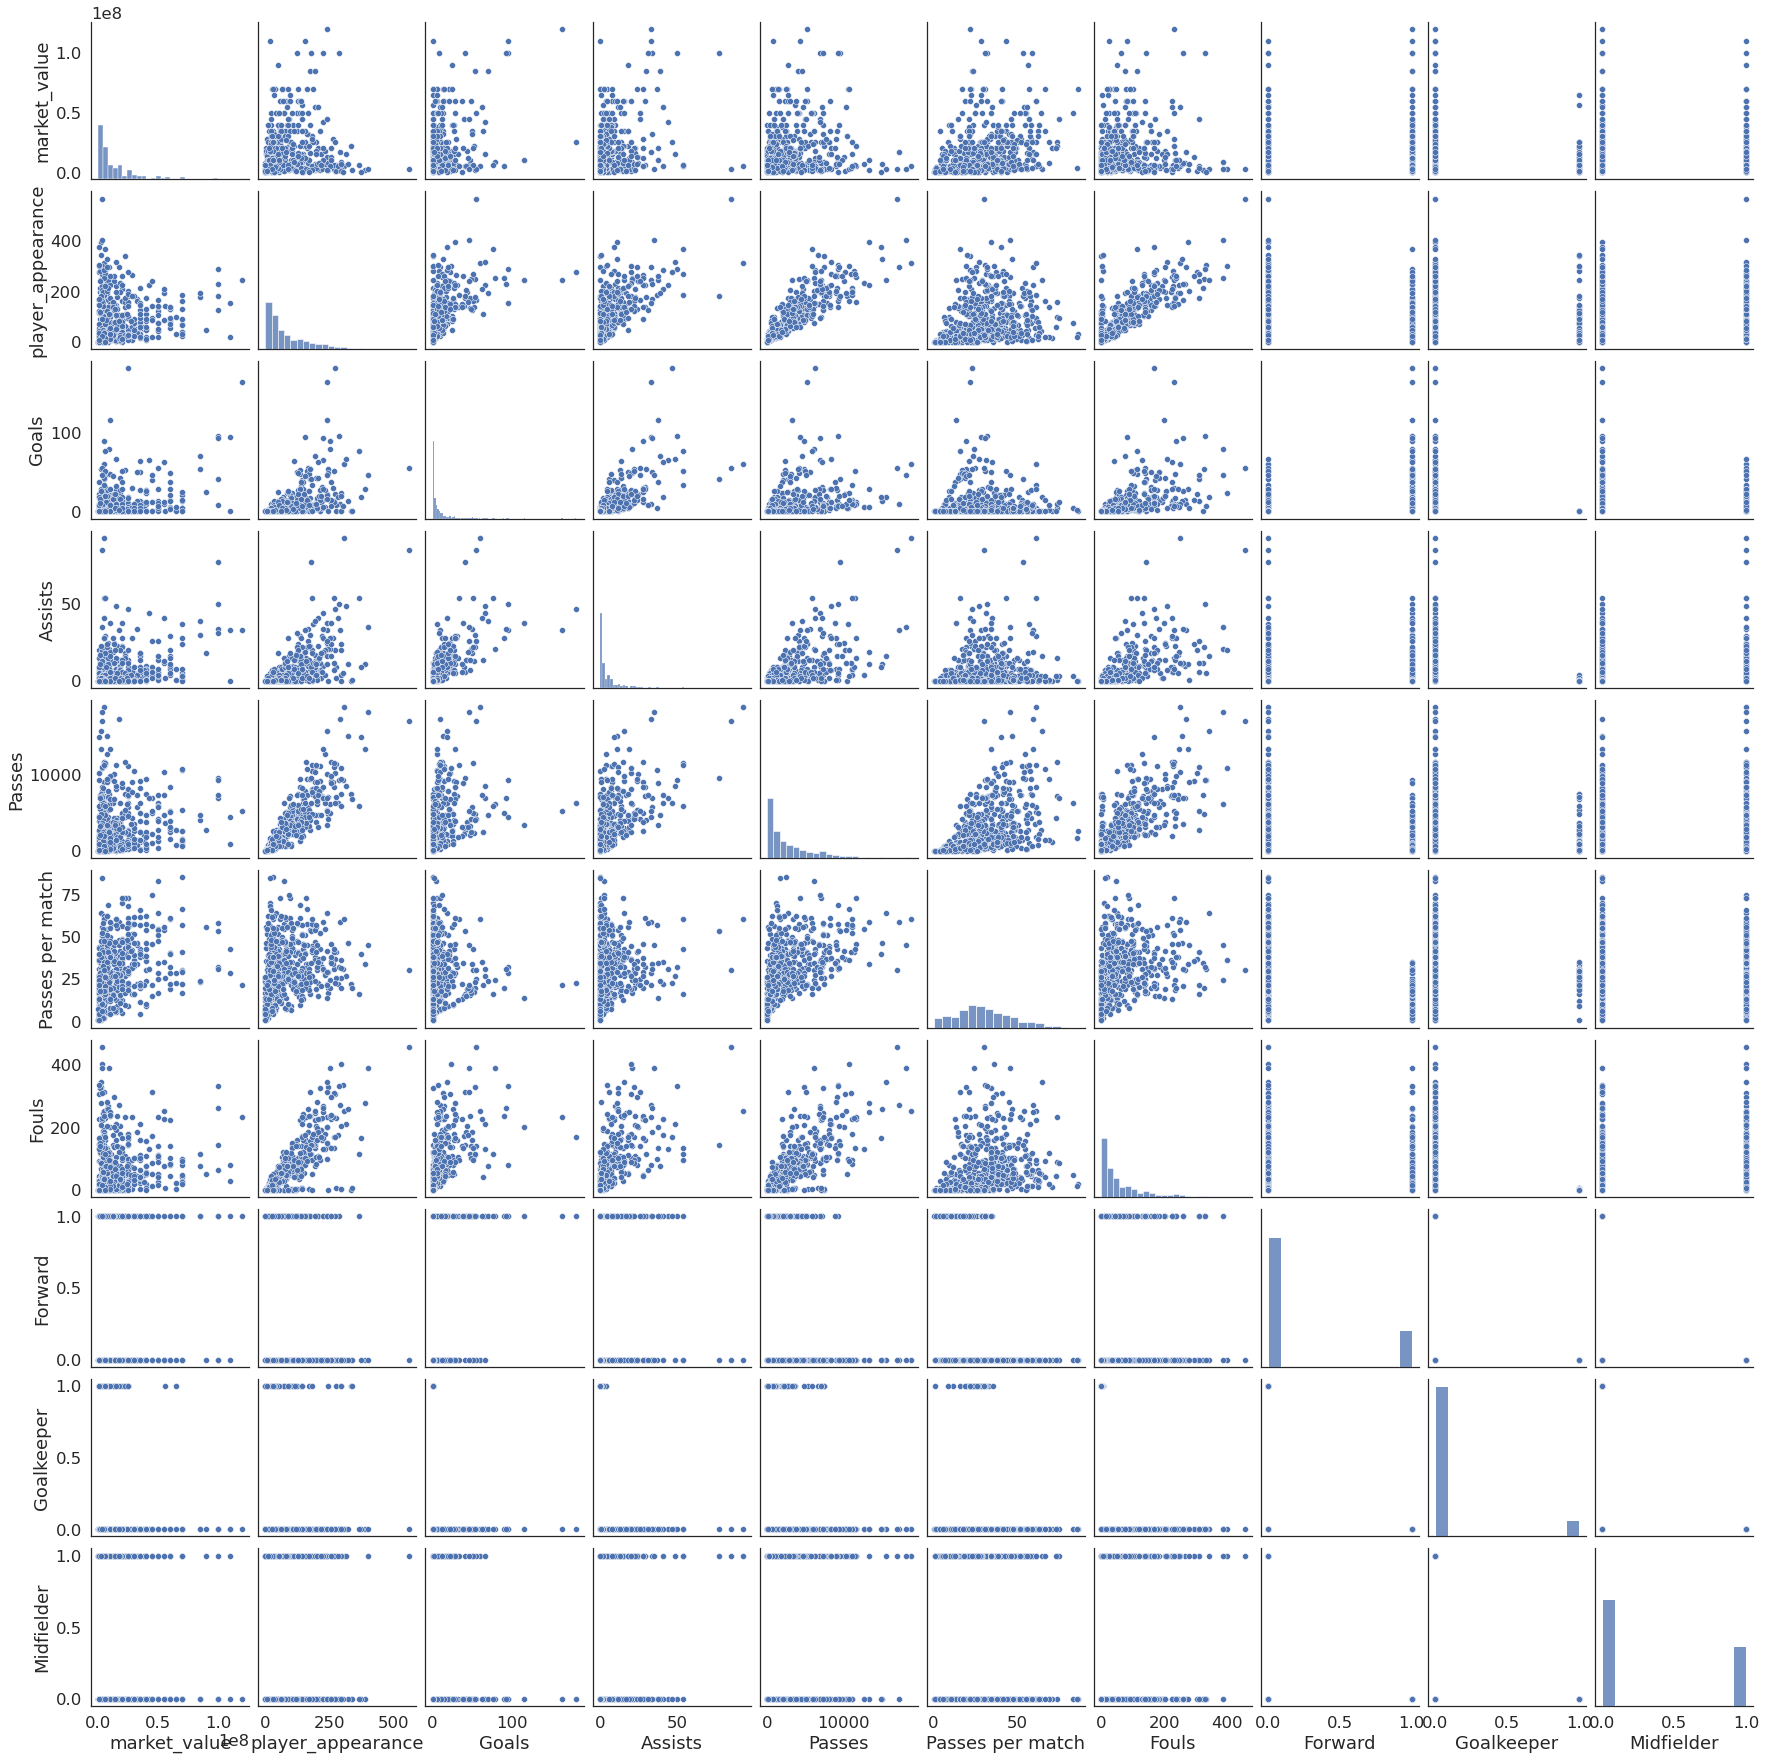 1e8
1.0
0.5
0.0
market_value
400
200
0
player_appearance
100
0
Goals
50
0
Assists
10000
0
Passes
75
50
25
0
Passes per match
400
200
0
Fouls
1.0
0.5
0.0
Forward
1.0
0.5
0.0
Goalkeeper
1.0
0.5
0.0
Midfielder
0.0 0.5 1.0 0 250 500 0 100 0 50 0 10000 0 50 0 200 400 0.0 0.5 1.0 0.0 0.5 1.0 0.0 0.5 1.0
1e8
market_value player_appearance Goals Assists Passes Passes per match Fouls Forward Goalkeeper Midfielder